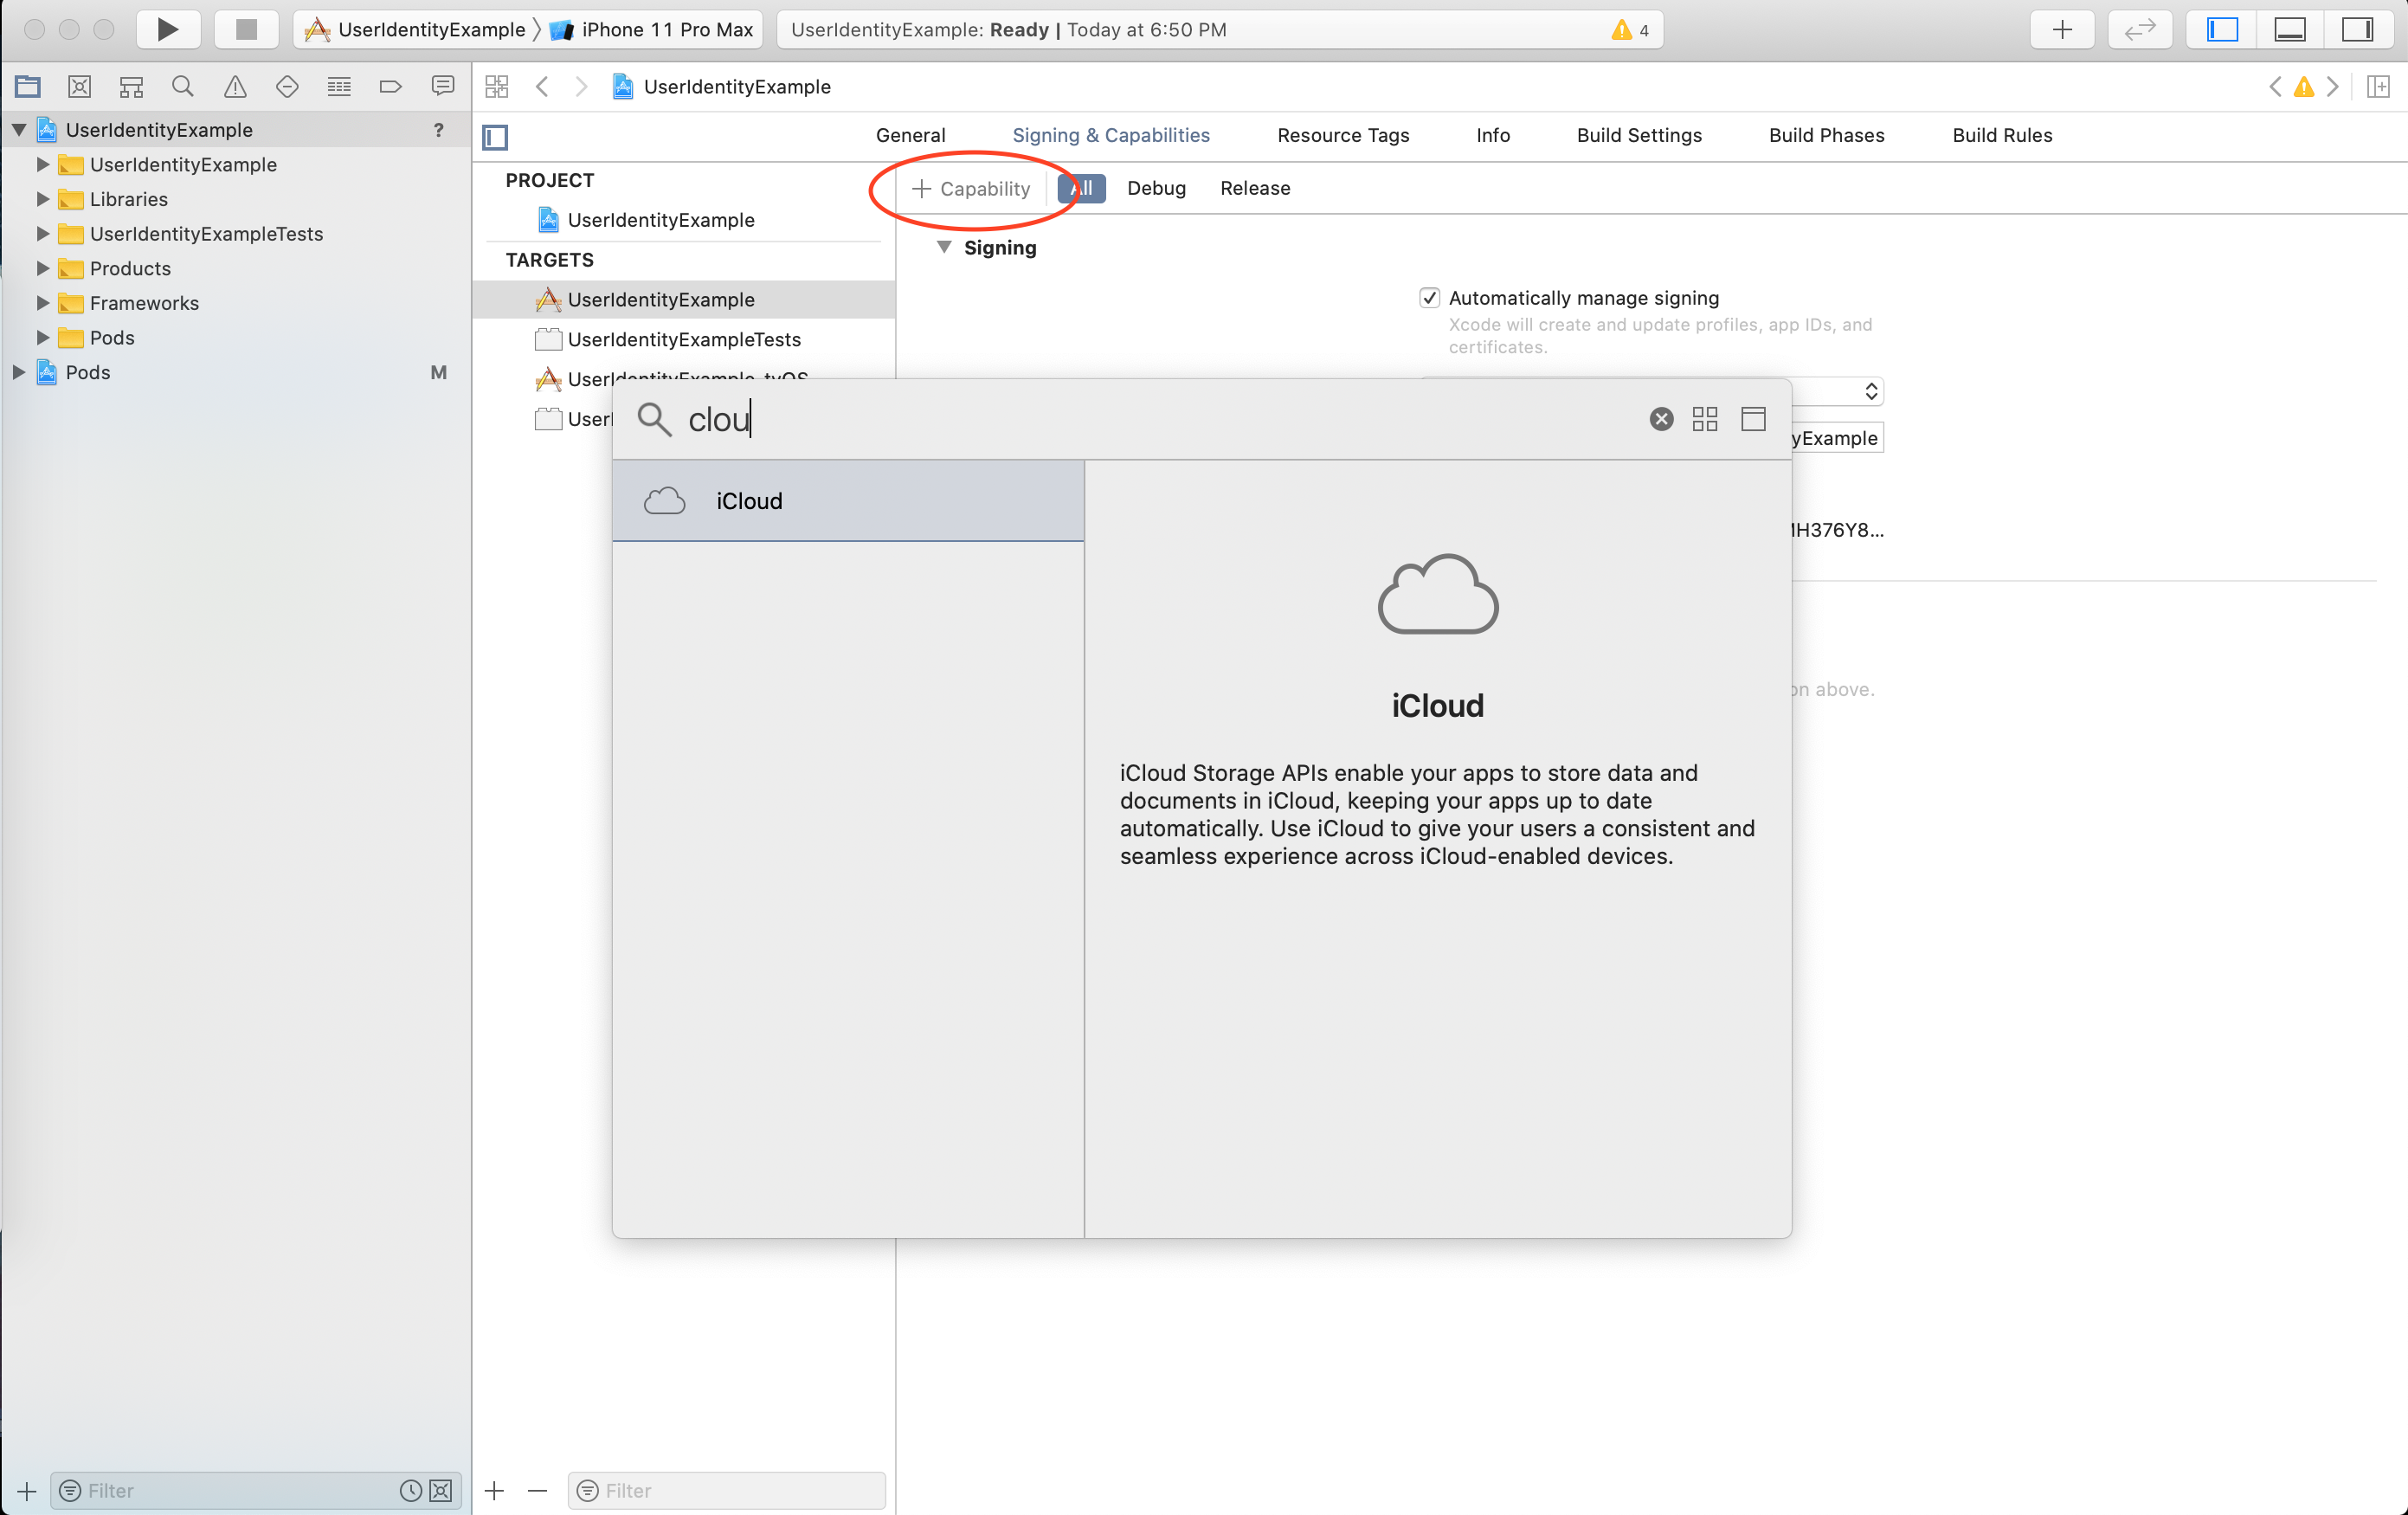 UserIdentityExample
iPhone 11 Pro Max
UserIdentityExample: Ready | Today at 6:50 PM
4
UserIdentityExample
UserIdentityExample
?
UserIdentityExample
Libraries
UserIdentityExampleTests
Products
Frameworks
Pods
Pods
M
General
Signing & Capabilities
Resource Tags
Info
Build Settings
Build Phases
Build Rules
PROJECT
UserIdentityExample
TARGETS
UserIdentityExample
UserIdentityExampleTests
UserIdentityExample-tvOS
User
+ Capability
All
Debug
Release
Signing
Automatically manage signing
Xcode will create and update profiles, app IDs, and
certificates.
yExample
H376Y8...
on above.
clou
iCloud
iCloud
iCloud Storage APIs enable your apps to store data and
documents in iCloud, keeping your apps up to date
automatically. Use iCloud to give your users a consistent and
seamless experience across iCloud-enabled devices.
Filter
Filter